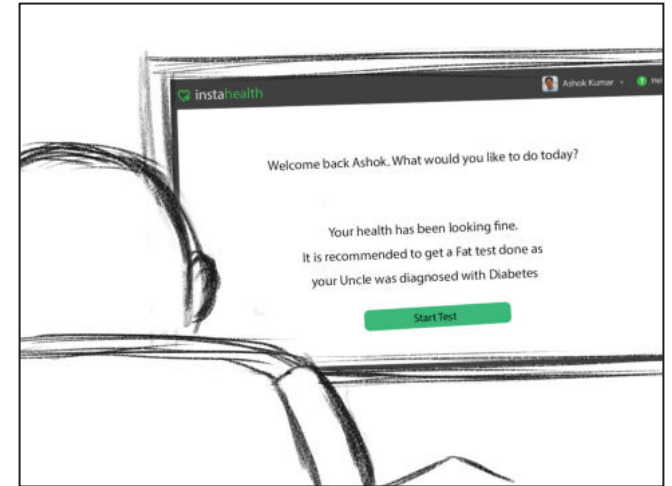 instahealth
Ashok Kumar
Welcome back Ashok. What would you like to do today?
Your health has been looking fine.
It is recommended to get a Fat test done as
your Uncle was diagnosed with Diabetes
Start Test